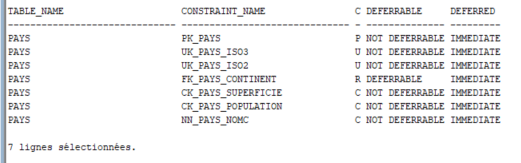 TABLE_NAME CONSTRAINT_NAME C DEFERRABLE DEFERRED
------------------------------ ------------------------------ - -------------- ---------
PAYS PK_PAYS P NOT DEFERRABLE IMMEDIATE
PAYS UK_PAYS_ISO3 U NOT DEFERRABLE IMMEDIATE
PAYS UK_PAYS_ISO2 U NOT DEFERRABLE IMMEDIATE
PAYS FK_PAYS_CONTINENT R DEFERRABLE IMMEDIATE
PAYS CK_PAYS_SUPERFICIE C NOT DEFERRABLE IMMEDIATE
PAYS CK_PAYS_POPULATION C NOT DEFERRABLE IMMEDIATE
PAYS NN_PAYS_NOMC C NOT DEFERRABLE IMMEDIATE
7 lignes sélectionnées.